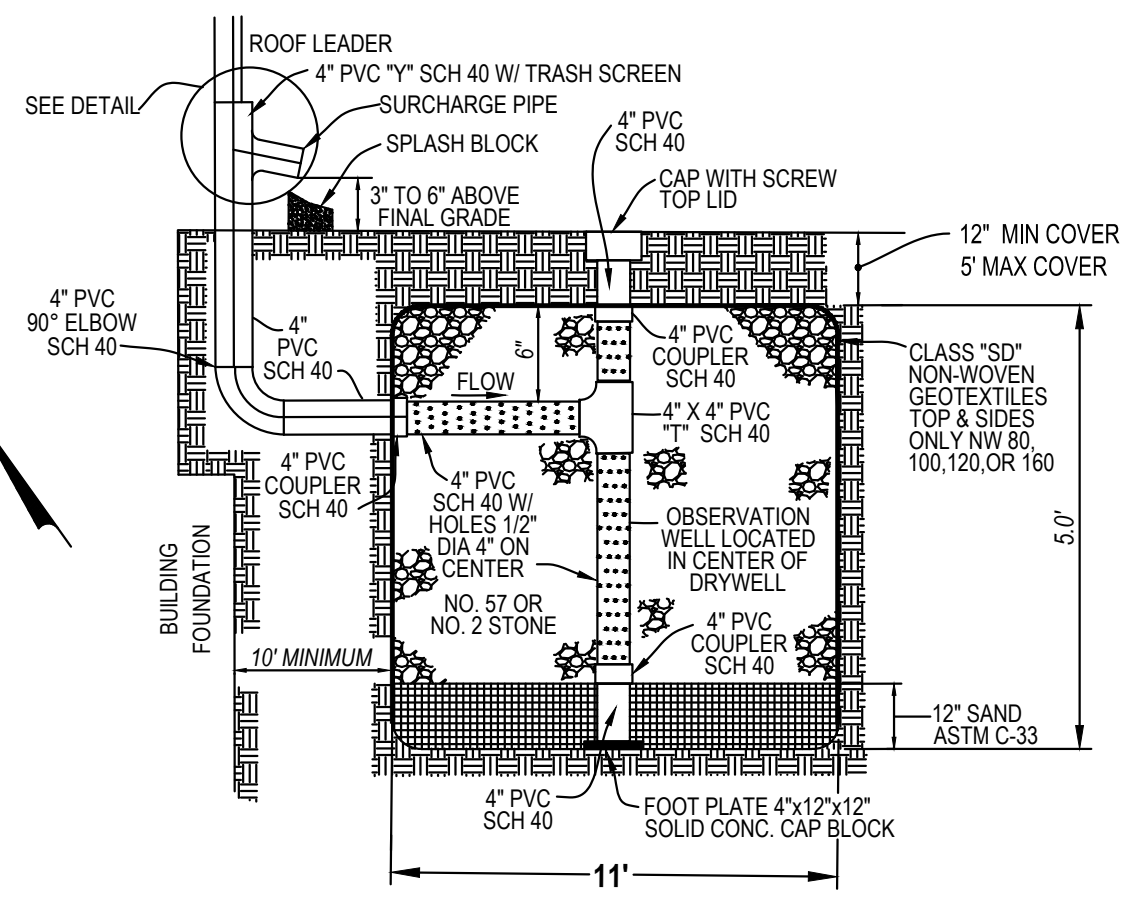 ROOF LEADER
4" PVC "Y" SCH 40 W/ TRASH SCREEN
SEE DETAIL
SURCHARGE PIPE
SPLASH BLOCK
4" PVC
SCH 40
CAP WITH SCREW
TOP LID
3" TO 6" ABOVE
FINAL GRADE
12" MIN COVER
5' MAX COVER
4" PVC
90° ELBOW
SCH 40
4"
PVC
SCH 40
6"
FLOW
4" PVC
COUPLER
SCH 40
CLASS "SD"
NON-WOVEN
GEOTEXTILES
TOP & SIDES
ONLY NW 80,
100,120,OR 160
4" X 4" PVC
"T" SCH 40
4" PVC
COUPLER
SCH 40
4" PVC
SCH 40 W/
HOLES 1/2"
DIA 4" ON
CENTER
NO. 57 OR
NO. 2 STONE
OBSERVATION
WELL LOCATED
IN CENTER OF
DRYWELL
5.0'
BUILDING
FOUNDATION
10' MINIMUM
4" PVC
COUPLER
SCH 40
12" SAND
ASTM C-33
4" PVC
SCH 40
FOOT PLATE 4"x12"x12"
SOLID CONC. CAP BLOCK
11'